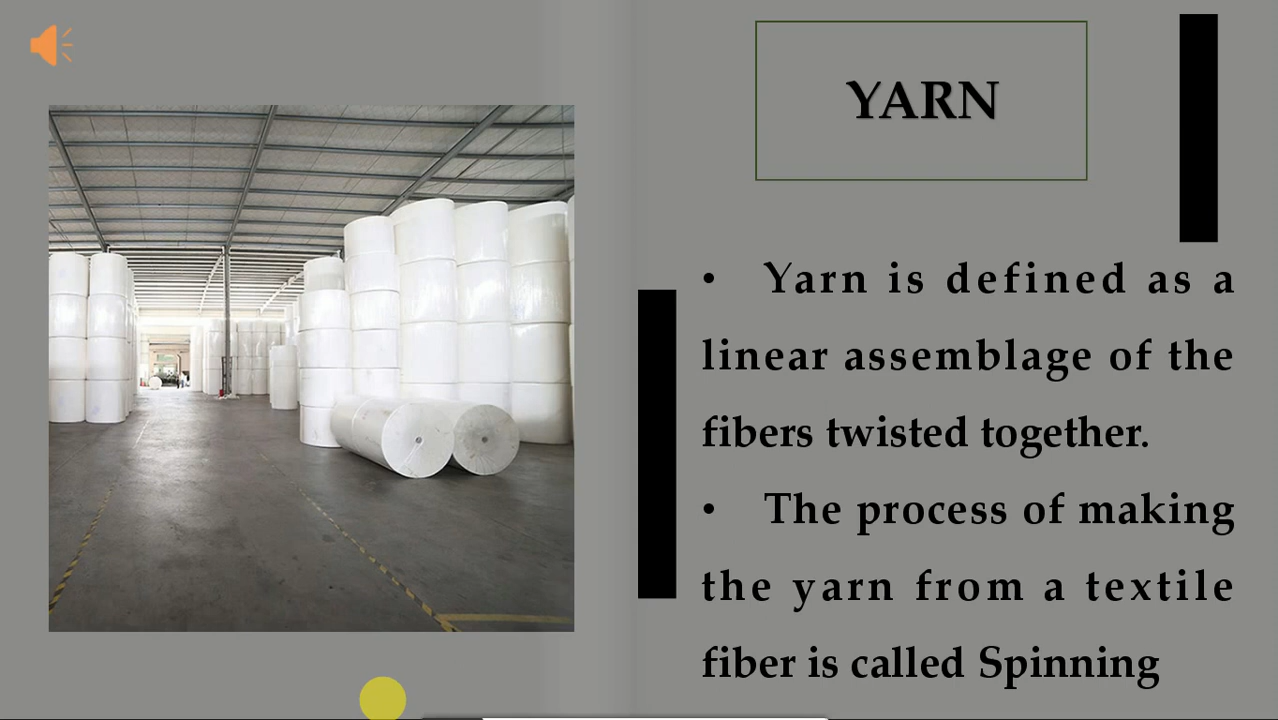 YARN
• Yarn is defined as a
linear assemblage of the
fibers twisted together.
• The process of making
the yarn from a textile
fiber is called Spinning